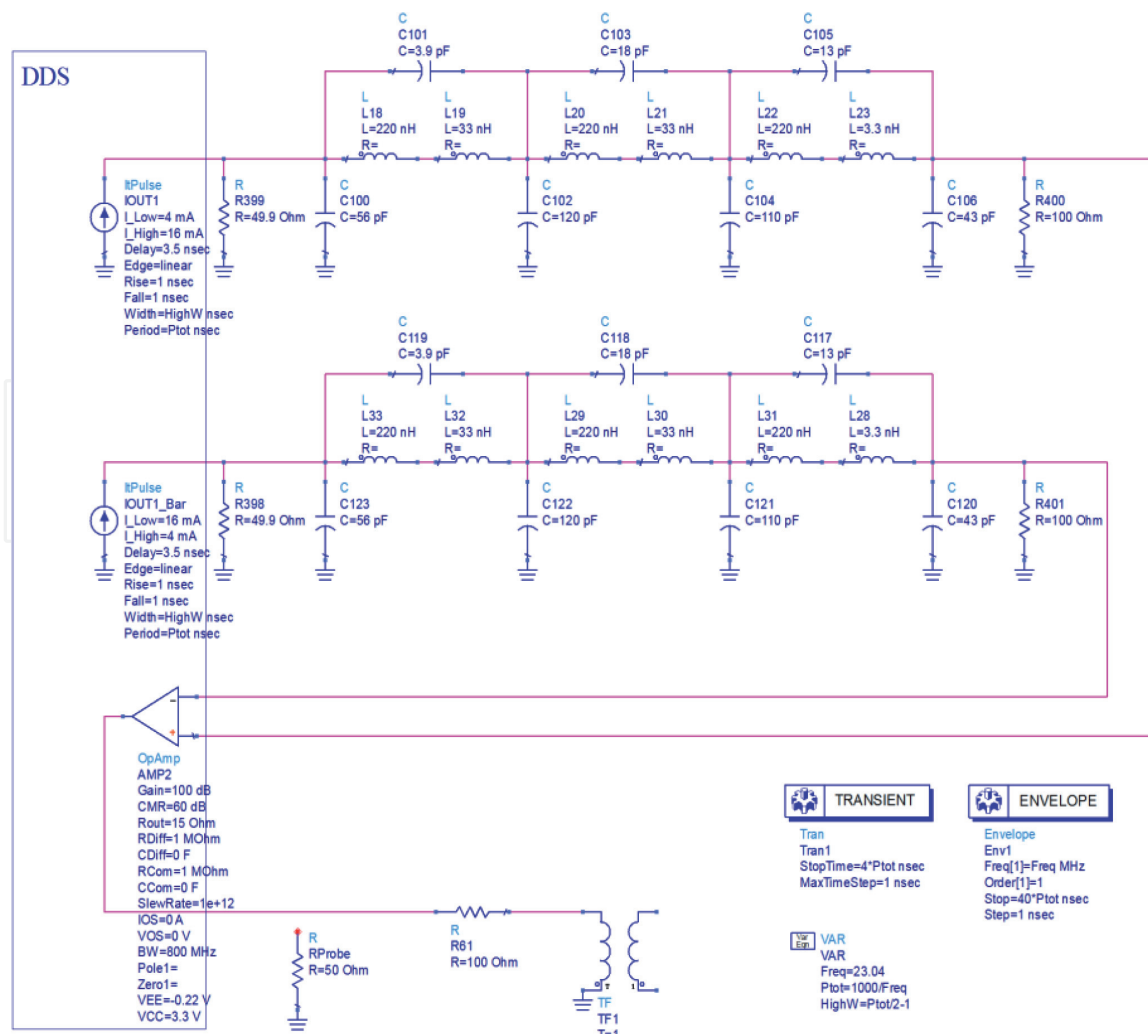 DDS
C
C101
C=3.9 pF
C
C103
C=18 pF
C
C105
C=13 pF
L
L18
L=220 nH
R=
L
L19
L=33 nH
R=
L
L20
L=220 nH
R=
L
L21
L=33 nH
R=
L
L22
L=220 nH
R=
L
L23
L=3.3 nH
R=
ItPulse
IOUT1
I_Low=4 mA
I_High=16 mA
Delay=3.5 nsec
Edge=linear
Rise=1 nsec
Fall=1 nsec
Width=HighW nsec
Period=Ptot nsec
R
R399
R=49.9 Ohm
C
C100
C=56 pF
C
C102
C=120 pF
C
C104
C=110 pF
C
C106
C=43 pF
R
R400
R=100 Ohm
C
C119
C=3.9 pF
C
C118
C=18 pF
C
C117
C=13 pF
L
L33
L=220 nH
R=
L
L32
L=33 nH
R=
L
L29
L=220 nH
R=
L
L30
L=33 nH
R=
L
L31
L=220 nH
R=
L
L28
L=3.3 nH
R=
ItPulse
IOUT1_Bar
I_Low=16 mA
I_High=4 mA
Delay=3.5 nsec
Edge=linear
Rise=1 nsec
Fall=1 nsec
Width=HighW nsec
Period=Ptot nsec
R
R398
R=49.9 Ohm
C
C123
C=56 pF
C
C122
C=120 pF
C
C121
C=110 pF
C
C120
C=43 pF
R
R401
R=100 Ohm
OpAmp
AMP2
Gain=100 dB
CMR=60 dB
Rout=15 Ohm
RDiff=1 MOhm
CDiff=0 F
RCom=1 MOhm
CCom=0 F
SlewRate=1e+12
IOS=0 A
VOS=0 V
BW=800 MHz
Pole1=
Zero1=
VEE=-0.22 V
VCC=3.3 V
R
RProbe
R=50 Ohm
R
R61
R=100 Ohm
T
1
TF
TF1
T=1
TRANSIENT
Tran
Tran1
StopTime=4*Ptot nsec
MaxTimeStep=1 nsec
ENVELOPE
Envelope
Env1
Freq[1]=Freq MHz
Order[1]=1
Stop=40*Ptot nsec
Step=1 nsec
Var
Eqn
VAR
VAR
Freq=23.04
Ptot=1000/Freq
HighW=Ptot/2-1